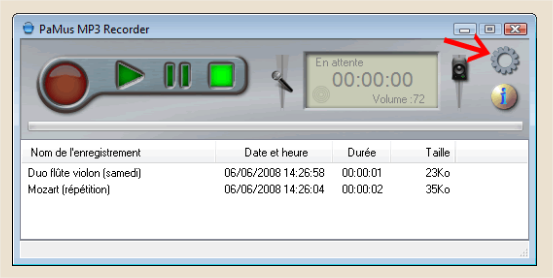 PaMus MP3 Recorder
En attente
00:00:00
Volume :72
Nom de l'enregistrement Date et heure Durée Taille
Duo flûte violon (samedi) 06/06/2008 14:26:58 00:00:01 23Ko
Mozart (répétition) 06/06/2008 14:26:04 00:00:02 35Ko